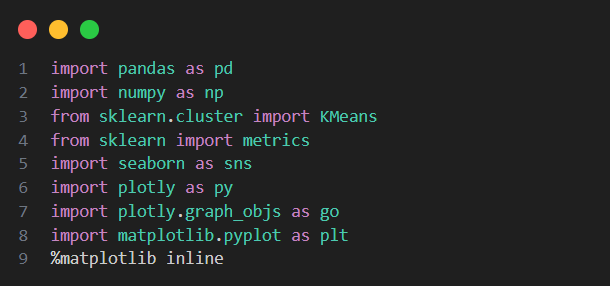 1 import pandas as pd
2 import numpy as np
3 from sklearn.cluster import KMeans
4 from sklearn import metrics
5 import seaborn as sns
6 import plotly as py
7 import plotly.graph_objs as go
8 import matplotlib.pyplot as plt
9 %matplotlib inline